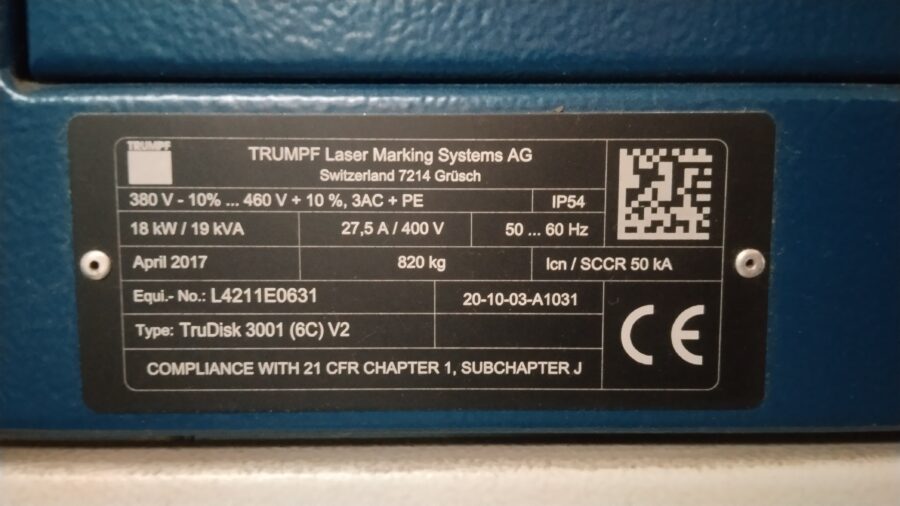 TRUMPF
TRUMPF Laser Marking Systems AG
Switzerland 7214 Grüsch
380 V - 10% ... 460 V + 10 %, 3AC + PE IP54
18 kW / 19 kVA 27,5 A / 400 V 50 ... 60 Hz
April 2017 820 kg Icn / SCCR 50 kA
Equi.- No.: L4211E0631 20-10-03-A1031
Type: TruDisk 3001 (6C) V2
COMPLIANCE WITH 21 CFR CHAPTER 1, SUBCHAPTER J
CE